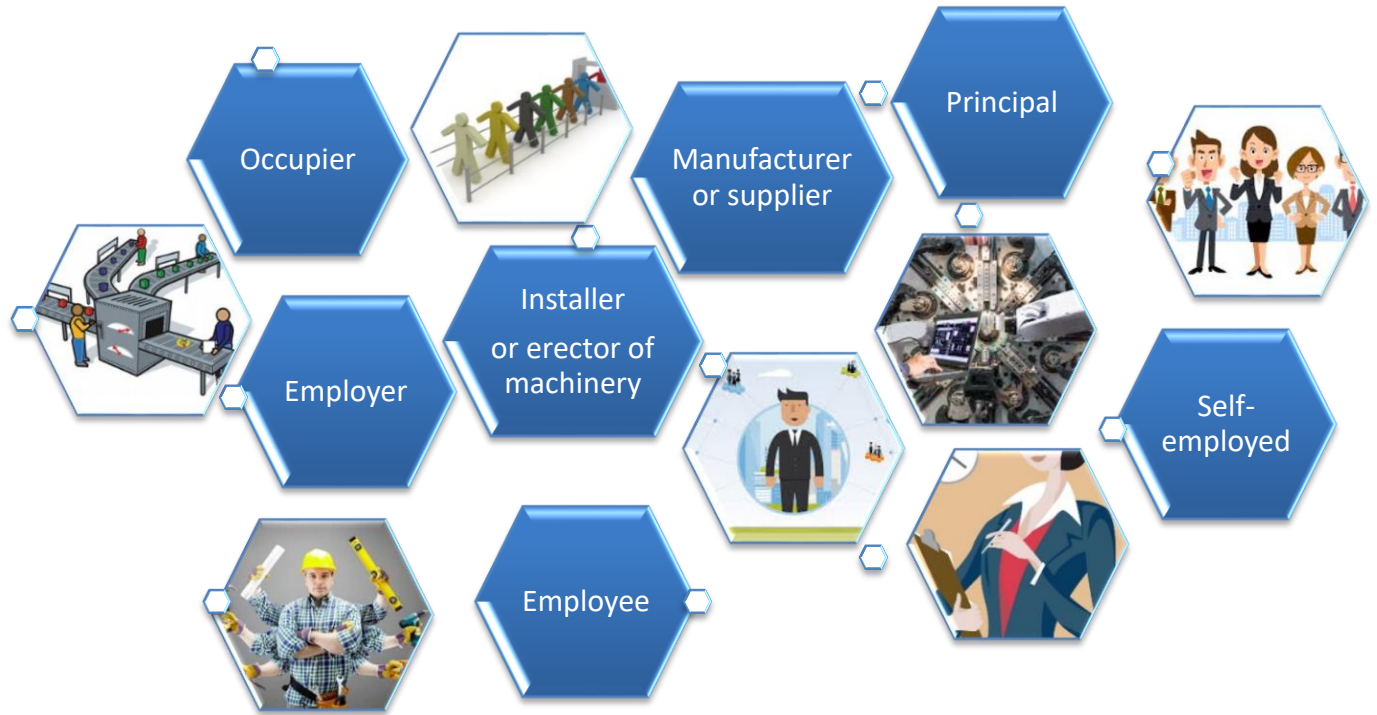 Occupier
Manufacturer
or supplier
Principal
Employer
Installer
or erector of
machinery
Self-
employed
Employee